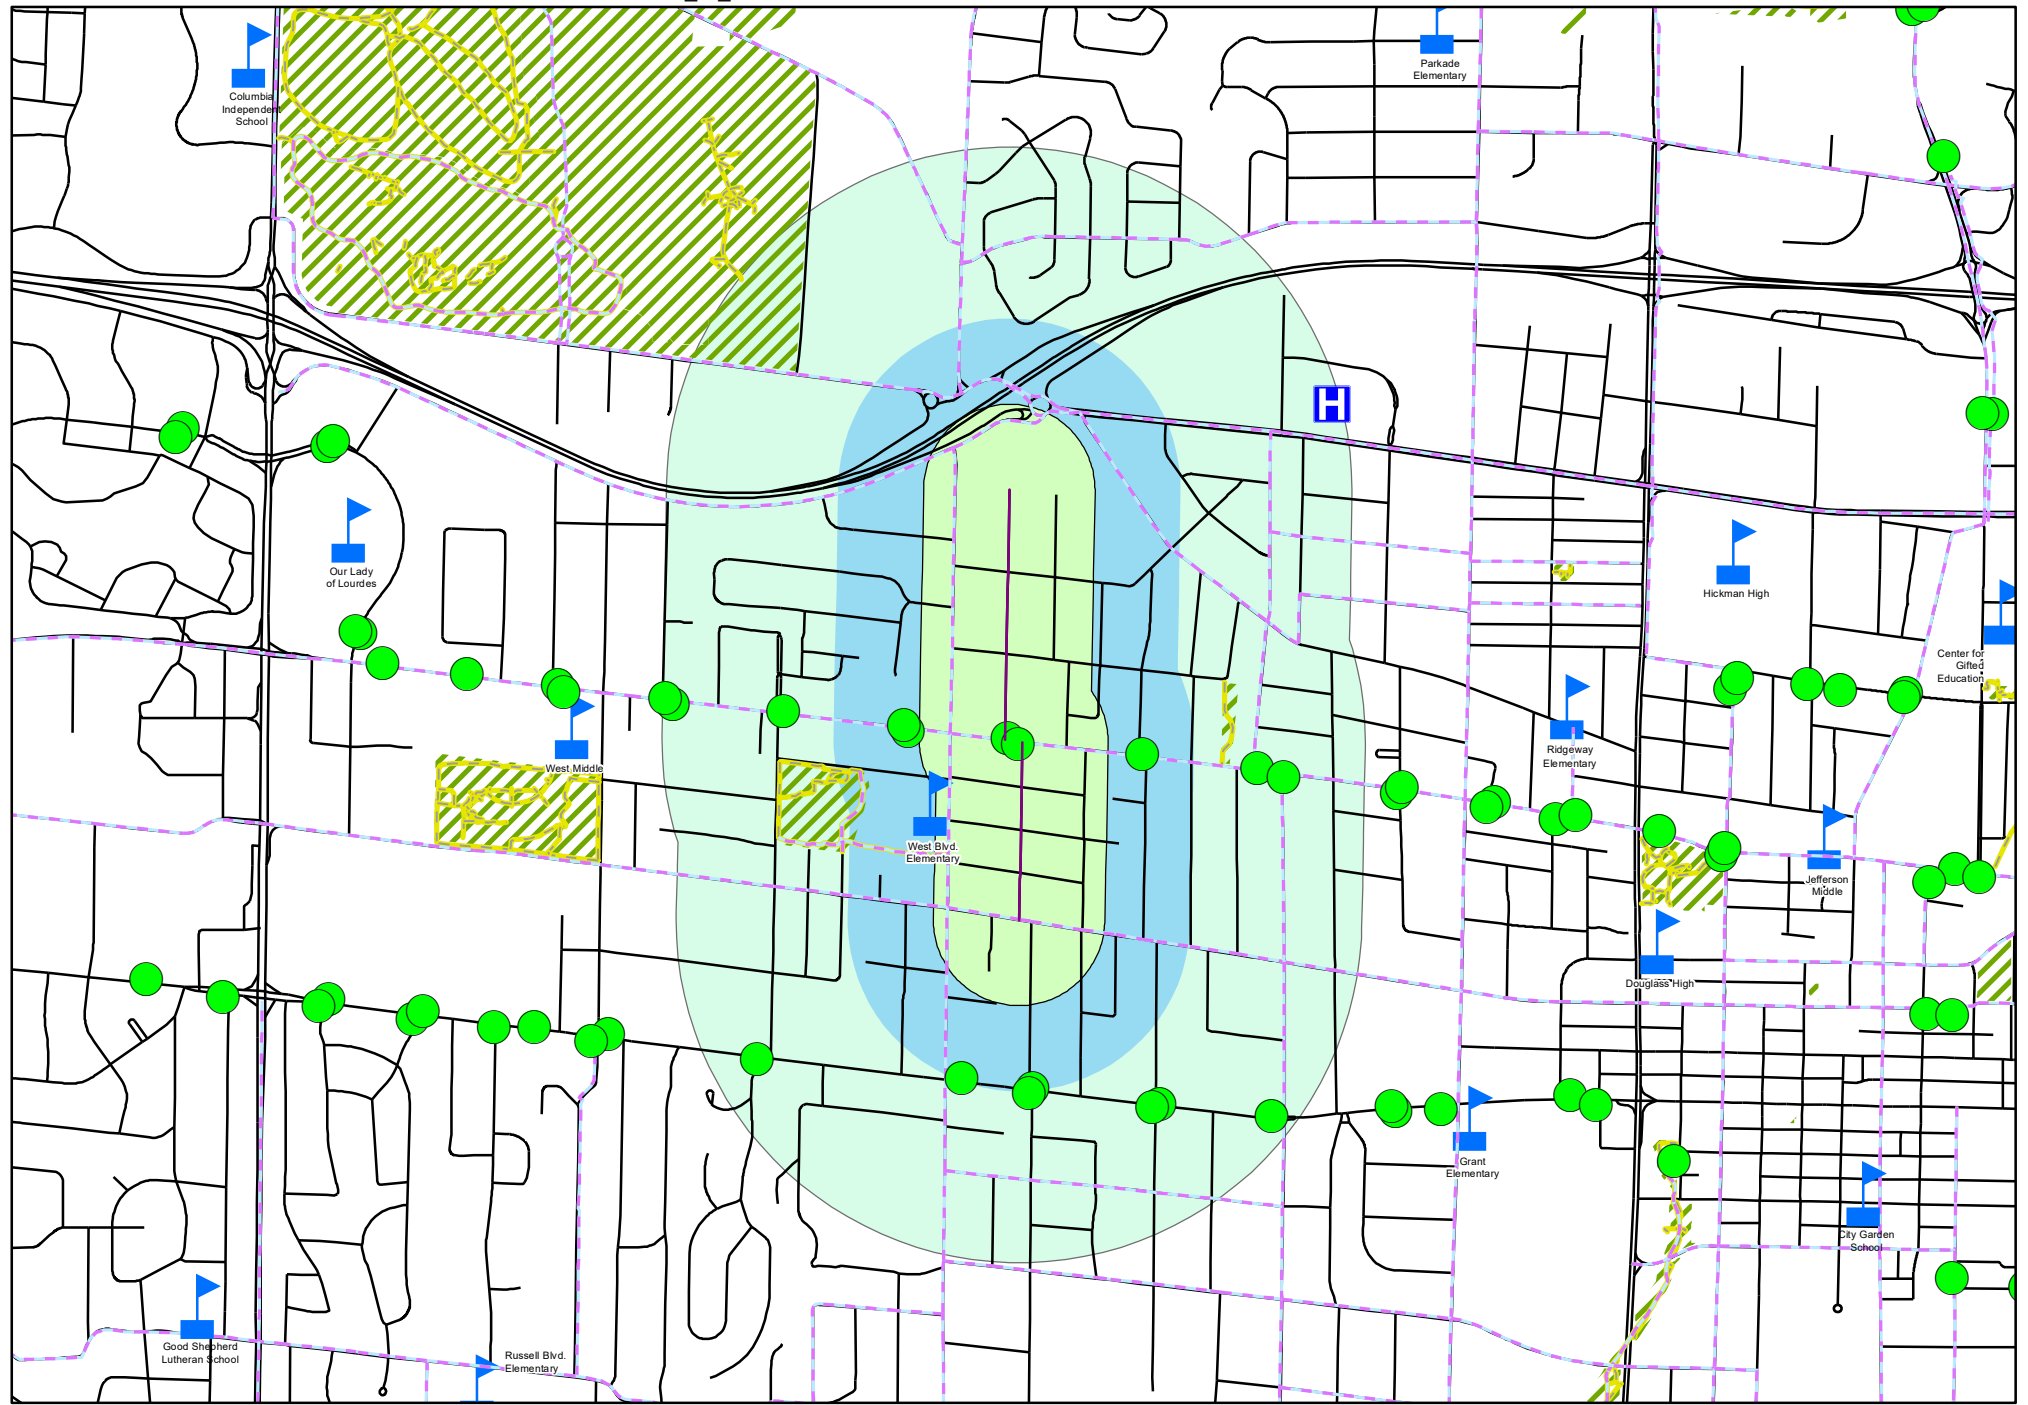 Parkade
Elementary
Columbia
Independent
School
H
Our Lady
of Lourdes
Hickman High
Center for
Gifted
Education
Ridgeway
Elementary
West Middle
West Blvd.
Elementary
Jefferson
Middle
Douglass High
Grant
Elementary
City Garden
School
Good Shepherd
Lutheran School
Russell Blvd.
Elementary